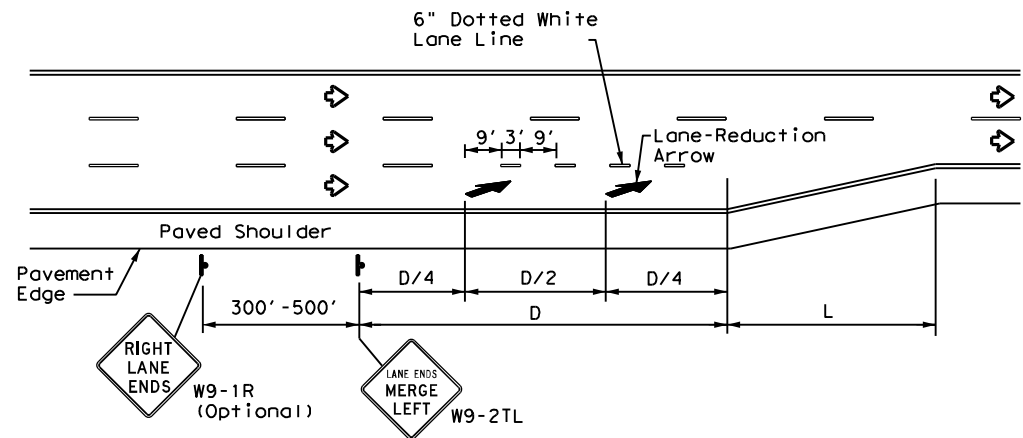 6" Dotted White
Lane Line
9' 3' 9'
Lane-Reduction
Arrow
Paved Shoulder
Pavement
Edge
D/4 D/2 D/4
300'-500' D L
RIGHT
LANE
ENDS
W9-1R
(Optional)
LANE ENDS
MERGE
LEFT
W9-2TL